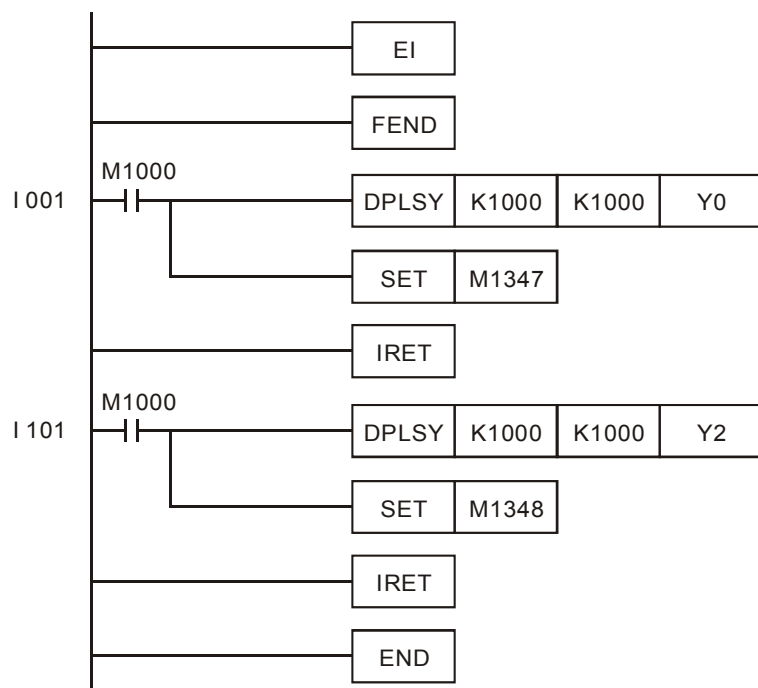 EI
FEND
M1000
I 001
DPLSY K1000 K1000 Y0
SET M1347
IRET
M1000
I 101
DPLSY K1000 K1000 Y2
SET M1348
IRET
END